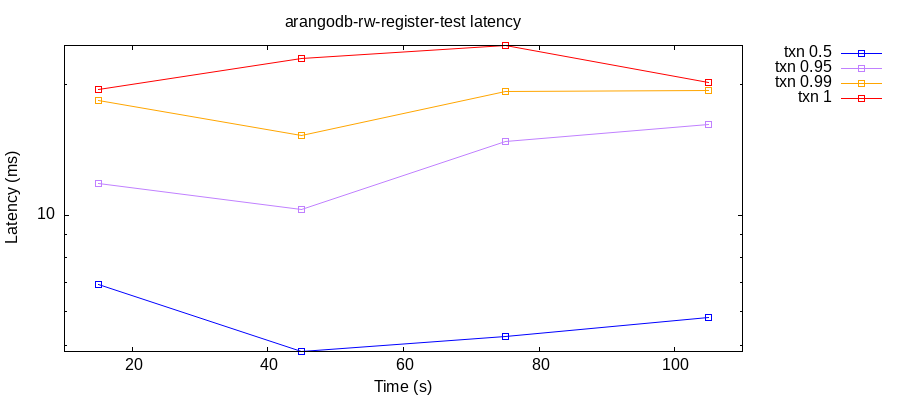 arangodb-rw-register-test latency
txn 0.5
txn 0.95
txn 0.99
txn 1
Latency (ms)
10
20 40 60 80 100
Time (s)